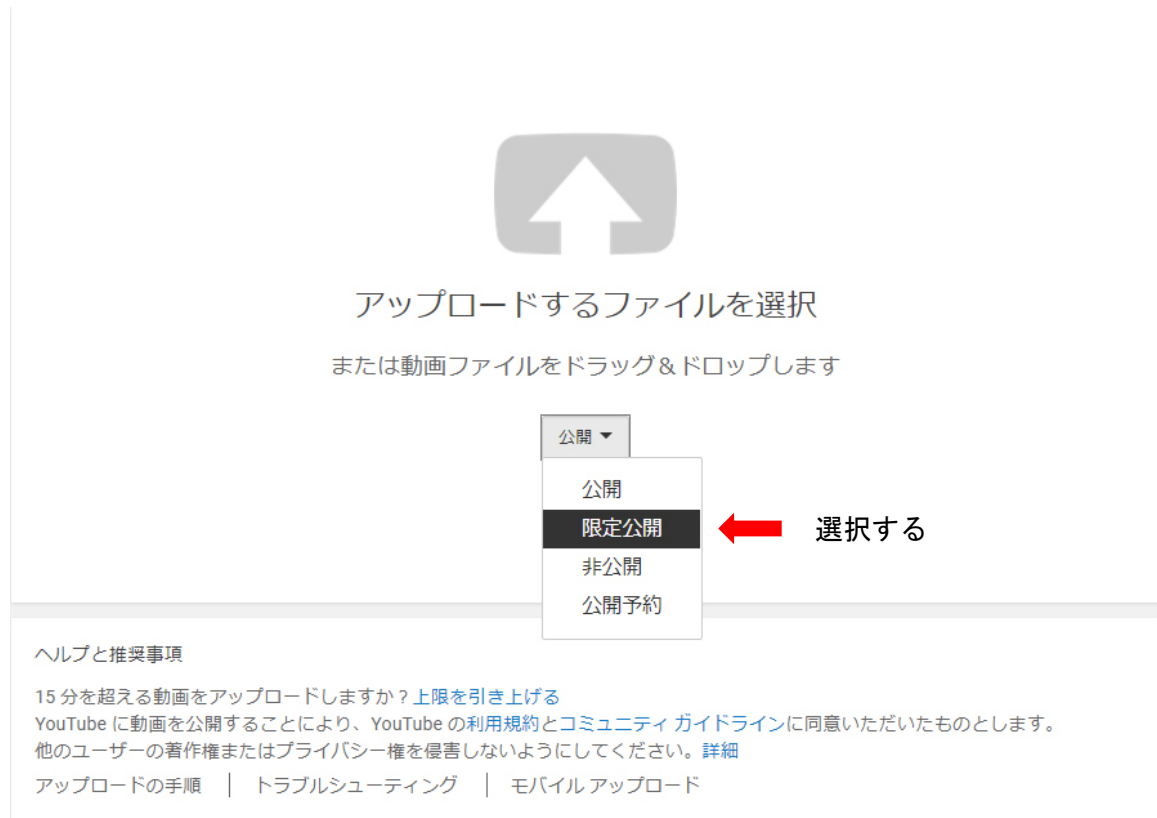 アップロードするファイルを選択
または動画ファイルをドラッグ＆ドロップします
公開
公開
限定公開
選択する
非公開
公開予約
ヘルプと推奨事項
15 分を超える動画をアップロードしますか？上限を引き上げる
YouTube に動画を公開することにより、YouTube の利用規約とコミュニティ ガイドラインに同意いただいたものとします。
他のユーザーの著作権またはプライバシー権を侵害しないようにしてください。詳細
アップロードの手順 │ トラブルシューティング │ モバイル アップロード